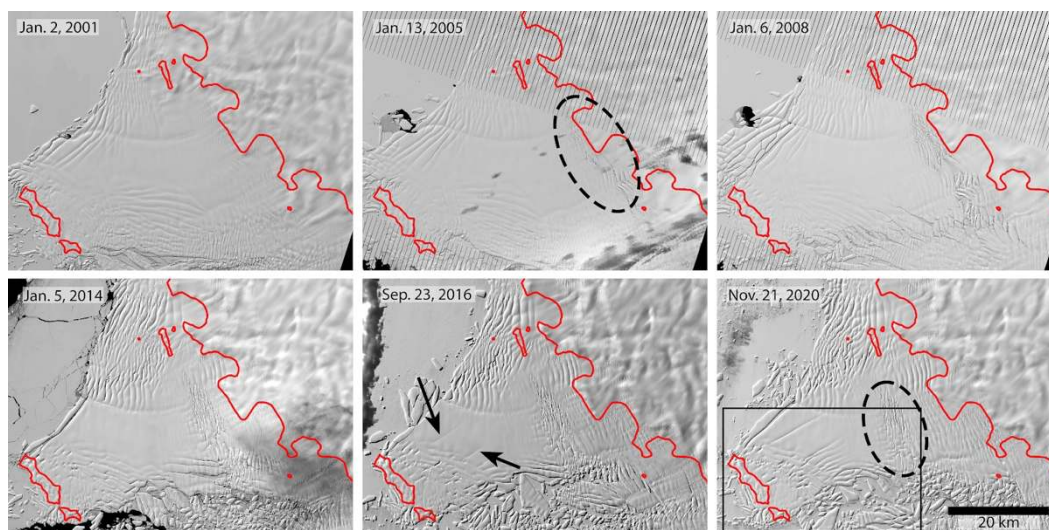 Jan. 2, 2001
Jan. 13, 2005
Jan. 6, 2008
Jan. 5, 2014
Sep. 23, 2016
Nov. 21, 2020
20 km